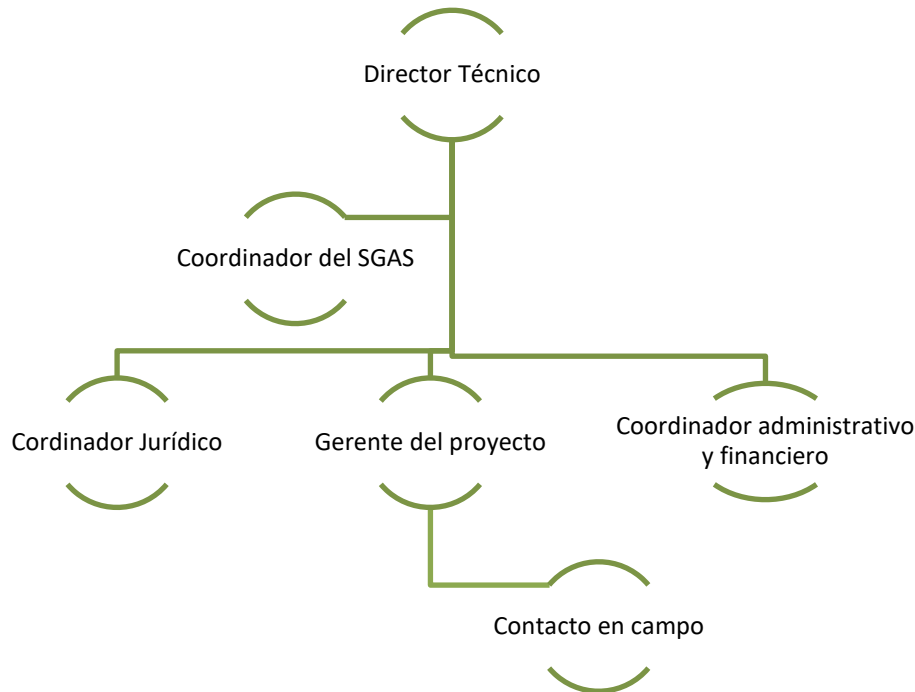 Director Técnico
Coordinador del SGAS
Cordinador Jurídico
Gerente del proyecto
Coordinador administrativo
y financiero
Contacto en campo